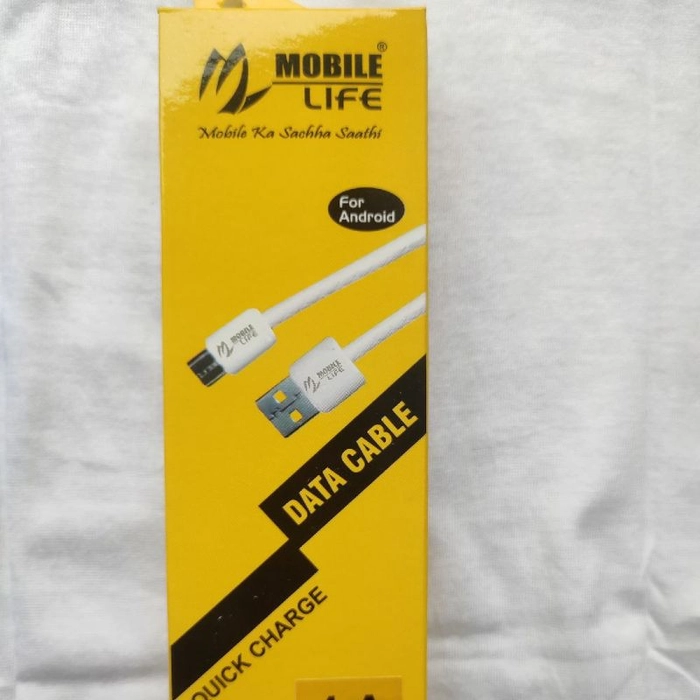 MOBILE®
LIFE
Mobile Ka Sachha Saathi
For
Android
MOBILE
LIFE
MOBILE
LIFE
DATA CABLE
QUICK CHARGE